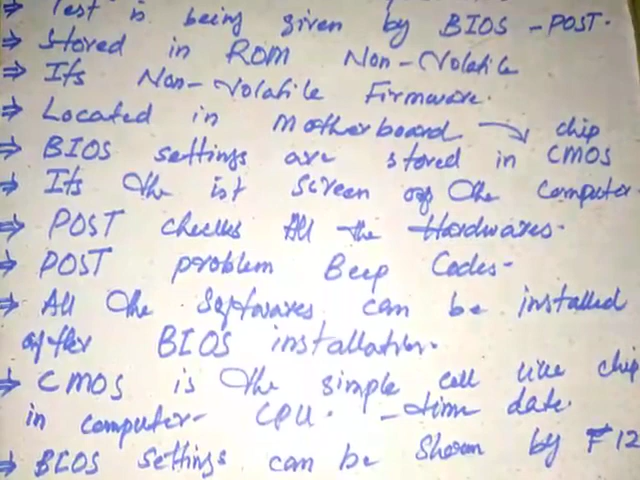 ⇒ Test is being given by BIOS - POST.
⇒ Stored in ROM Non-Volatile
⇒ Its Non-Volatile Firmware.
⇒ Located in Motherboard → chip
⇒ BIOS settings are stored in CMOS
⇒ Its the ist Screen of the Computer
⇒ POST checks All the Hardwares.
⇒ POST problem Beep Codes-
⇒ All the Softwares can be installed
after BIOS installation.
⇒ CMOS is the simple cell like chip
in computer- CPU. - time date.
⇒ BIOS settings can be Shown by F12